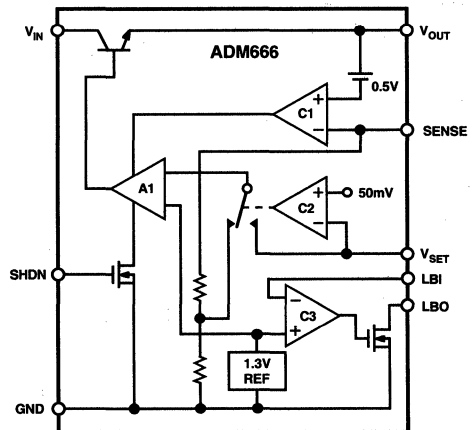 V_IN
V_OUT
ADM666
0.5V
+
C1
−
SENSE
A1
+
50mV
C2
−
V_SET
SHDN
LBI
−
LBO
C3
+
1.3V
REF
GND